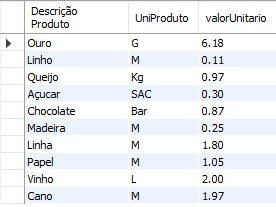 Descrição Produto UniProduto valorUnitario
Ouro G 6.18
Linho M 0.11
Queijo Kg 0.97
Açucar SAC 0.30
Chocolate Bar 0.87
Madeira M 0.25
Linha M 1.80
Papel M 1.05
Vinho L 2.00
Cano M 1.97